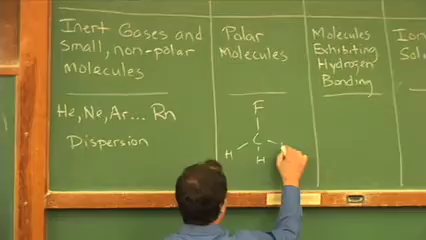 Inert Gases and
small, non-polar
molecules
He, Ne, Ar... Rn
Dispersion
Polar
Molecules
F
C
H
H
Molecules
Exhibiting
Hydrogen
Bonding